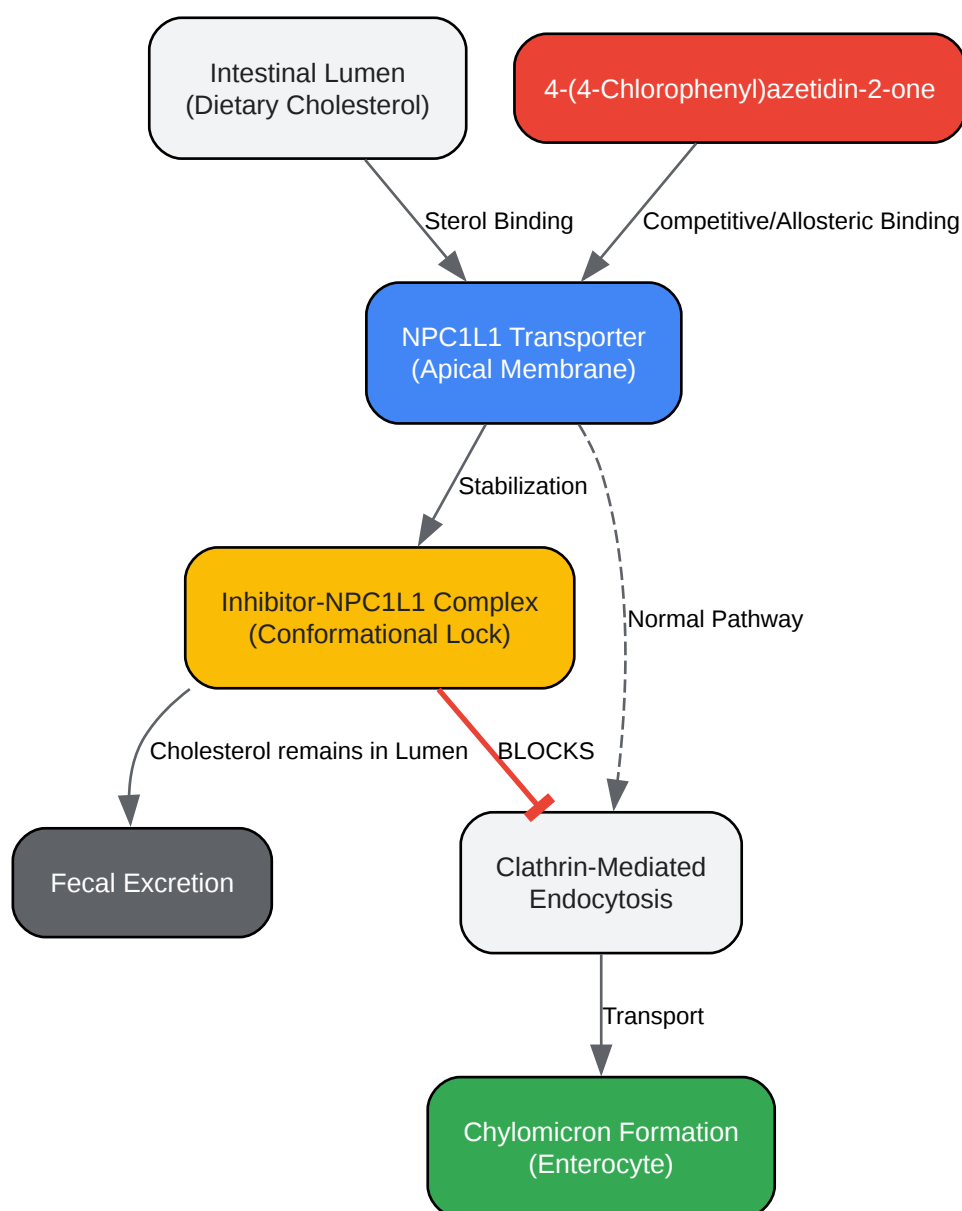 Intestinal Lumen
(Dietary Cholesterol)
4-(4-Chlorophenyl)azetidin-2-one
Sterol Binding
Competitive/Allosteric Binding
NPC1L1 Transporter
(Apical Membrane)
Stabilization
Inhibitor-NPC1L1 Complex
(Conformational Lock)
Normal Pathway
Cholesterol remains in Lumen
BLOCKS
Fecal Excretion
Clathrin-Mediated
Endocytosis
Transport
Chylomicron Formation
(Enterocyte)